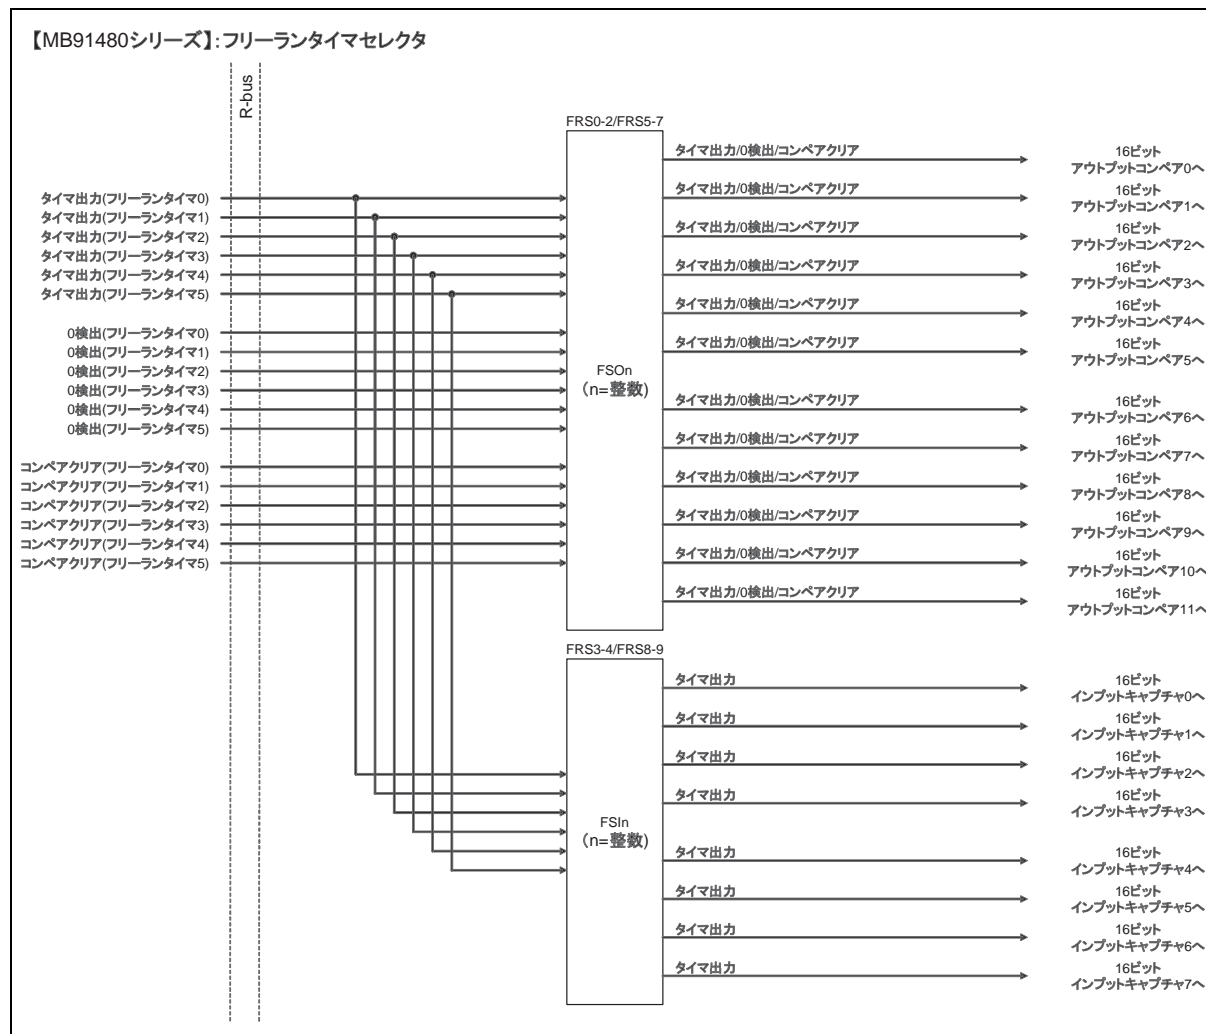 【MB91480シリーズ】:フリーランタイマセレクタ
R-bus
タイマ出力(フリーランタイマ0)
タイマ出力(フリーランタイマ1)
タイマ出力(フリーランタイマ2)
タイマ出力(フリーランタイマ3)
タイマ出力(フリーランタイマ4)
タイマ出力(フリーランタイマ5)
0検出(フリーランタイマ0)
0検出(フリーランタイマ1)
0検出(フリーランタイマ2)
0検出(フリーランタイマ3)
0検出(フリーランタイマ4)
0検出(フリーランタイマ5)
コンペアクリア(フリーランタイマ0)
コンペアクリア(フリーランタイマ1)
コンペアクリア(フリーランタイマ2)
コンペアクリア(フリーランタイマ3)
コンペアクリア(フリーランタイマ4)
コンペアクリア(フリーランタイマ5)
FRS0-2/FRS5-7
FSOn
(n=整数)
タイマ出力/0検出/コンペアクリア
16ビット
アウトプットコンペア0へ
タイマ出力/0検出/コンペアクリア
16ビット
アウトプットコンペア1へ
タイマ出力/0検出/コンペアクリア
16ビット
アウトプットコンペア2へ
タイマ出力/0検出/コンペアクリア
16ビット
アウトプットコンペア3へ
タイマ出力/0検出/コンペアクリア
16ビット
アウトプットコンペア4へ
タイマ出力/0検出/コンペアクリア
16ビット
アウトプットコンペア5へ
タイマ出力/0検出/コンペアクリア
16ビット
アウトプットコンペア6へ
タイマ出力/0検出/コンペアクリア
16ビット
アウトプットコンペア7へ
タイマ出力/0検出/コンペアクリア
16ビット
アウトプットコンペア8へ
タイマ出力/0検出/コンペアクリア
16ビット
アウトプットコンペア9へ
タイマ出力/0検出/コンペアクリア
16ビット
アウトプットコンペア10へ
タイマ出力/0検出/コンペアクリア
16ビット
アウトプットコンペア11へ
FRS3-4/FRS8-9
FSIn
(n=整数)
タイマ出力
16ビット
インプットキャプチャ0へ
タイマ出力
16ビット
インプットキャプチャ1へ
タイマ出力
16ビット
インプットキャプチャ2へ
タイマ出力
16ビット
インプットキャプチャ3へ
タイマ出力
16ビット
インプットキャプチャ4へ
タイマ出力
16ビット
インプットキャプチャ5へ
タイマ出力
16ビット
インプットキャプチャ6へ
タイマ出力
16ビット
インプットキャプチャ7へ